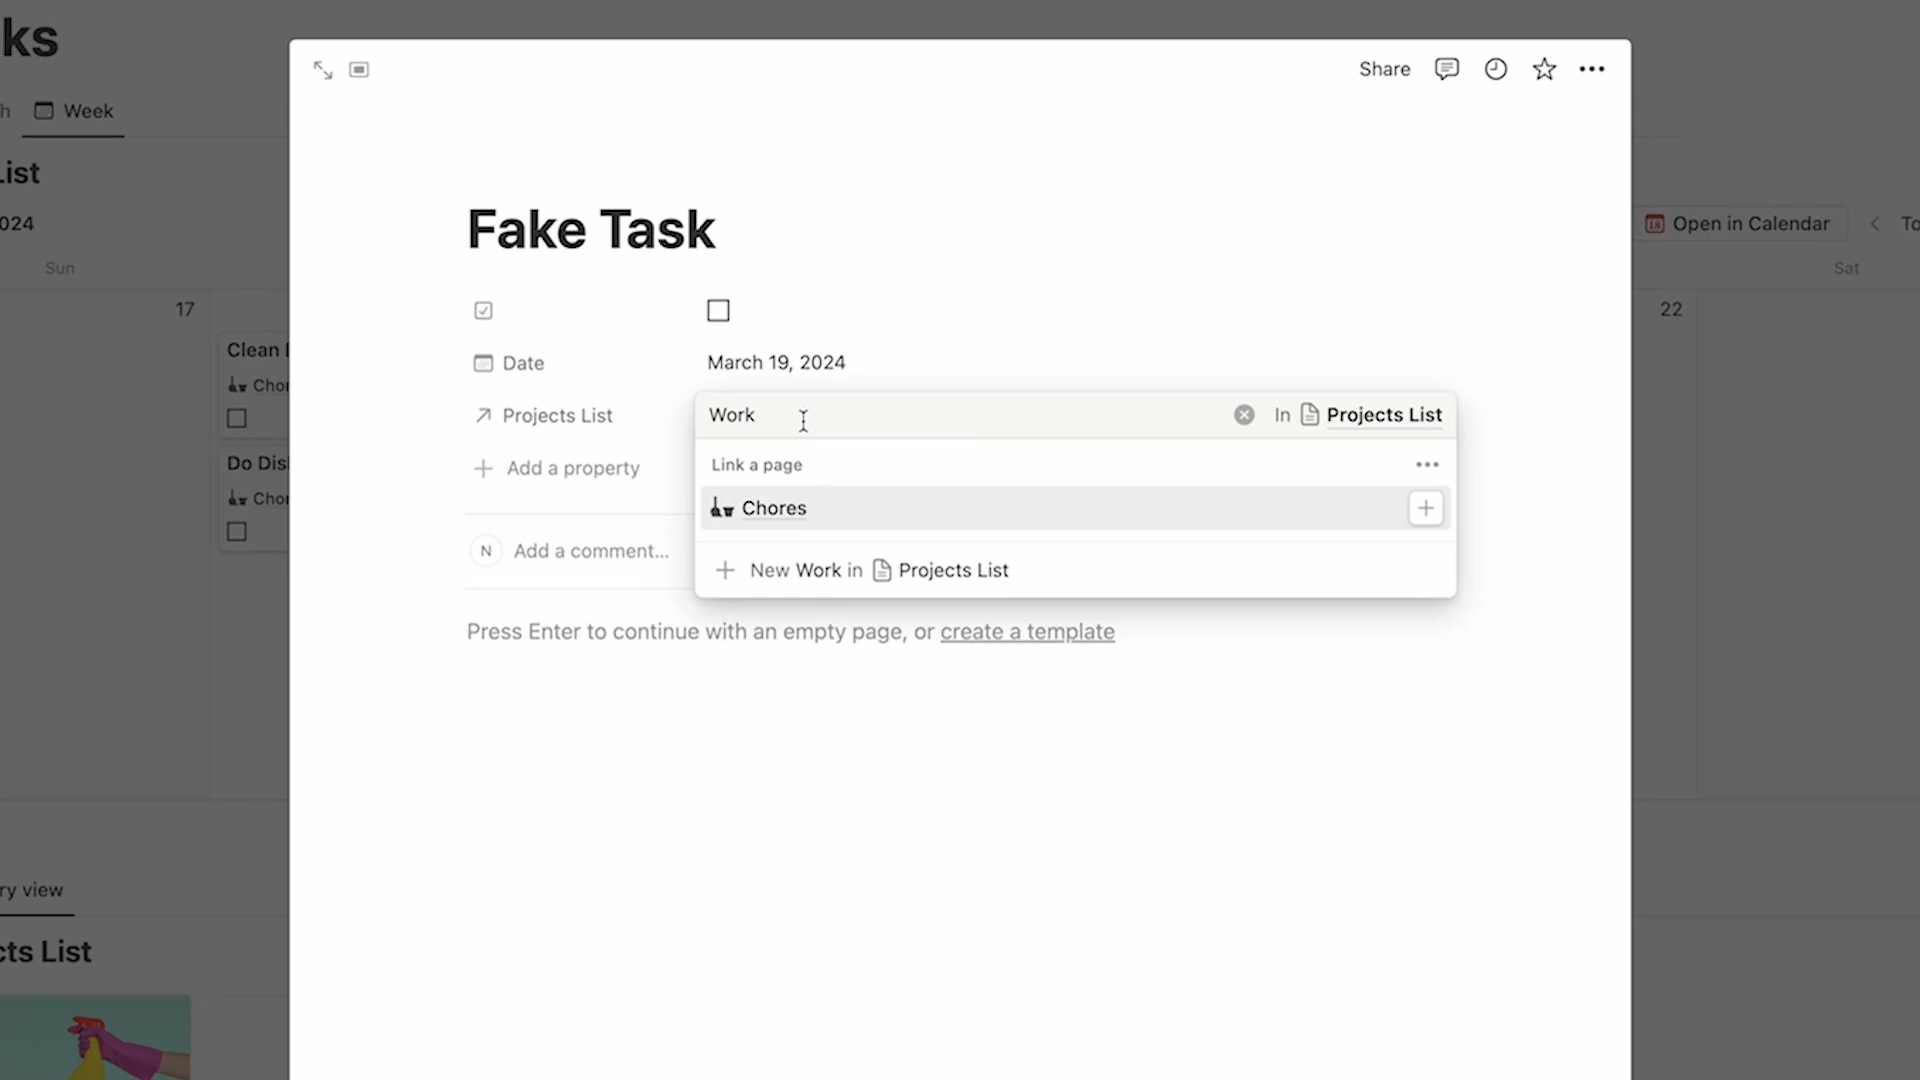 ks
h
Week
List
024
Sun
17
Clean
Chor
Do Dis
Chor
ry view
cts List
Share
Fake Task
Date
March 19, 2024
Projects List
Work
In Projects List
Add a property
Link a page
Chores
N
Add a comment...
New Work in Projects List
Press Enter to continue with an empty page, or create a template
18
Open in Calendar
To
Sat
22